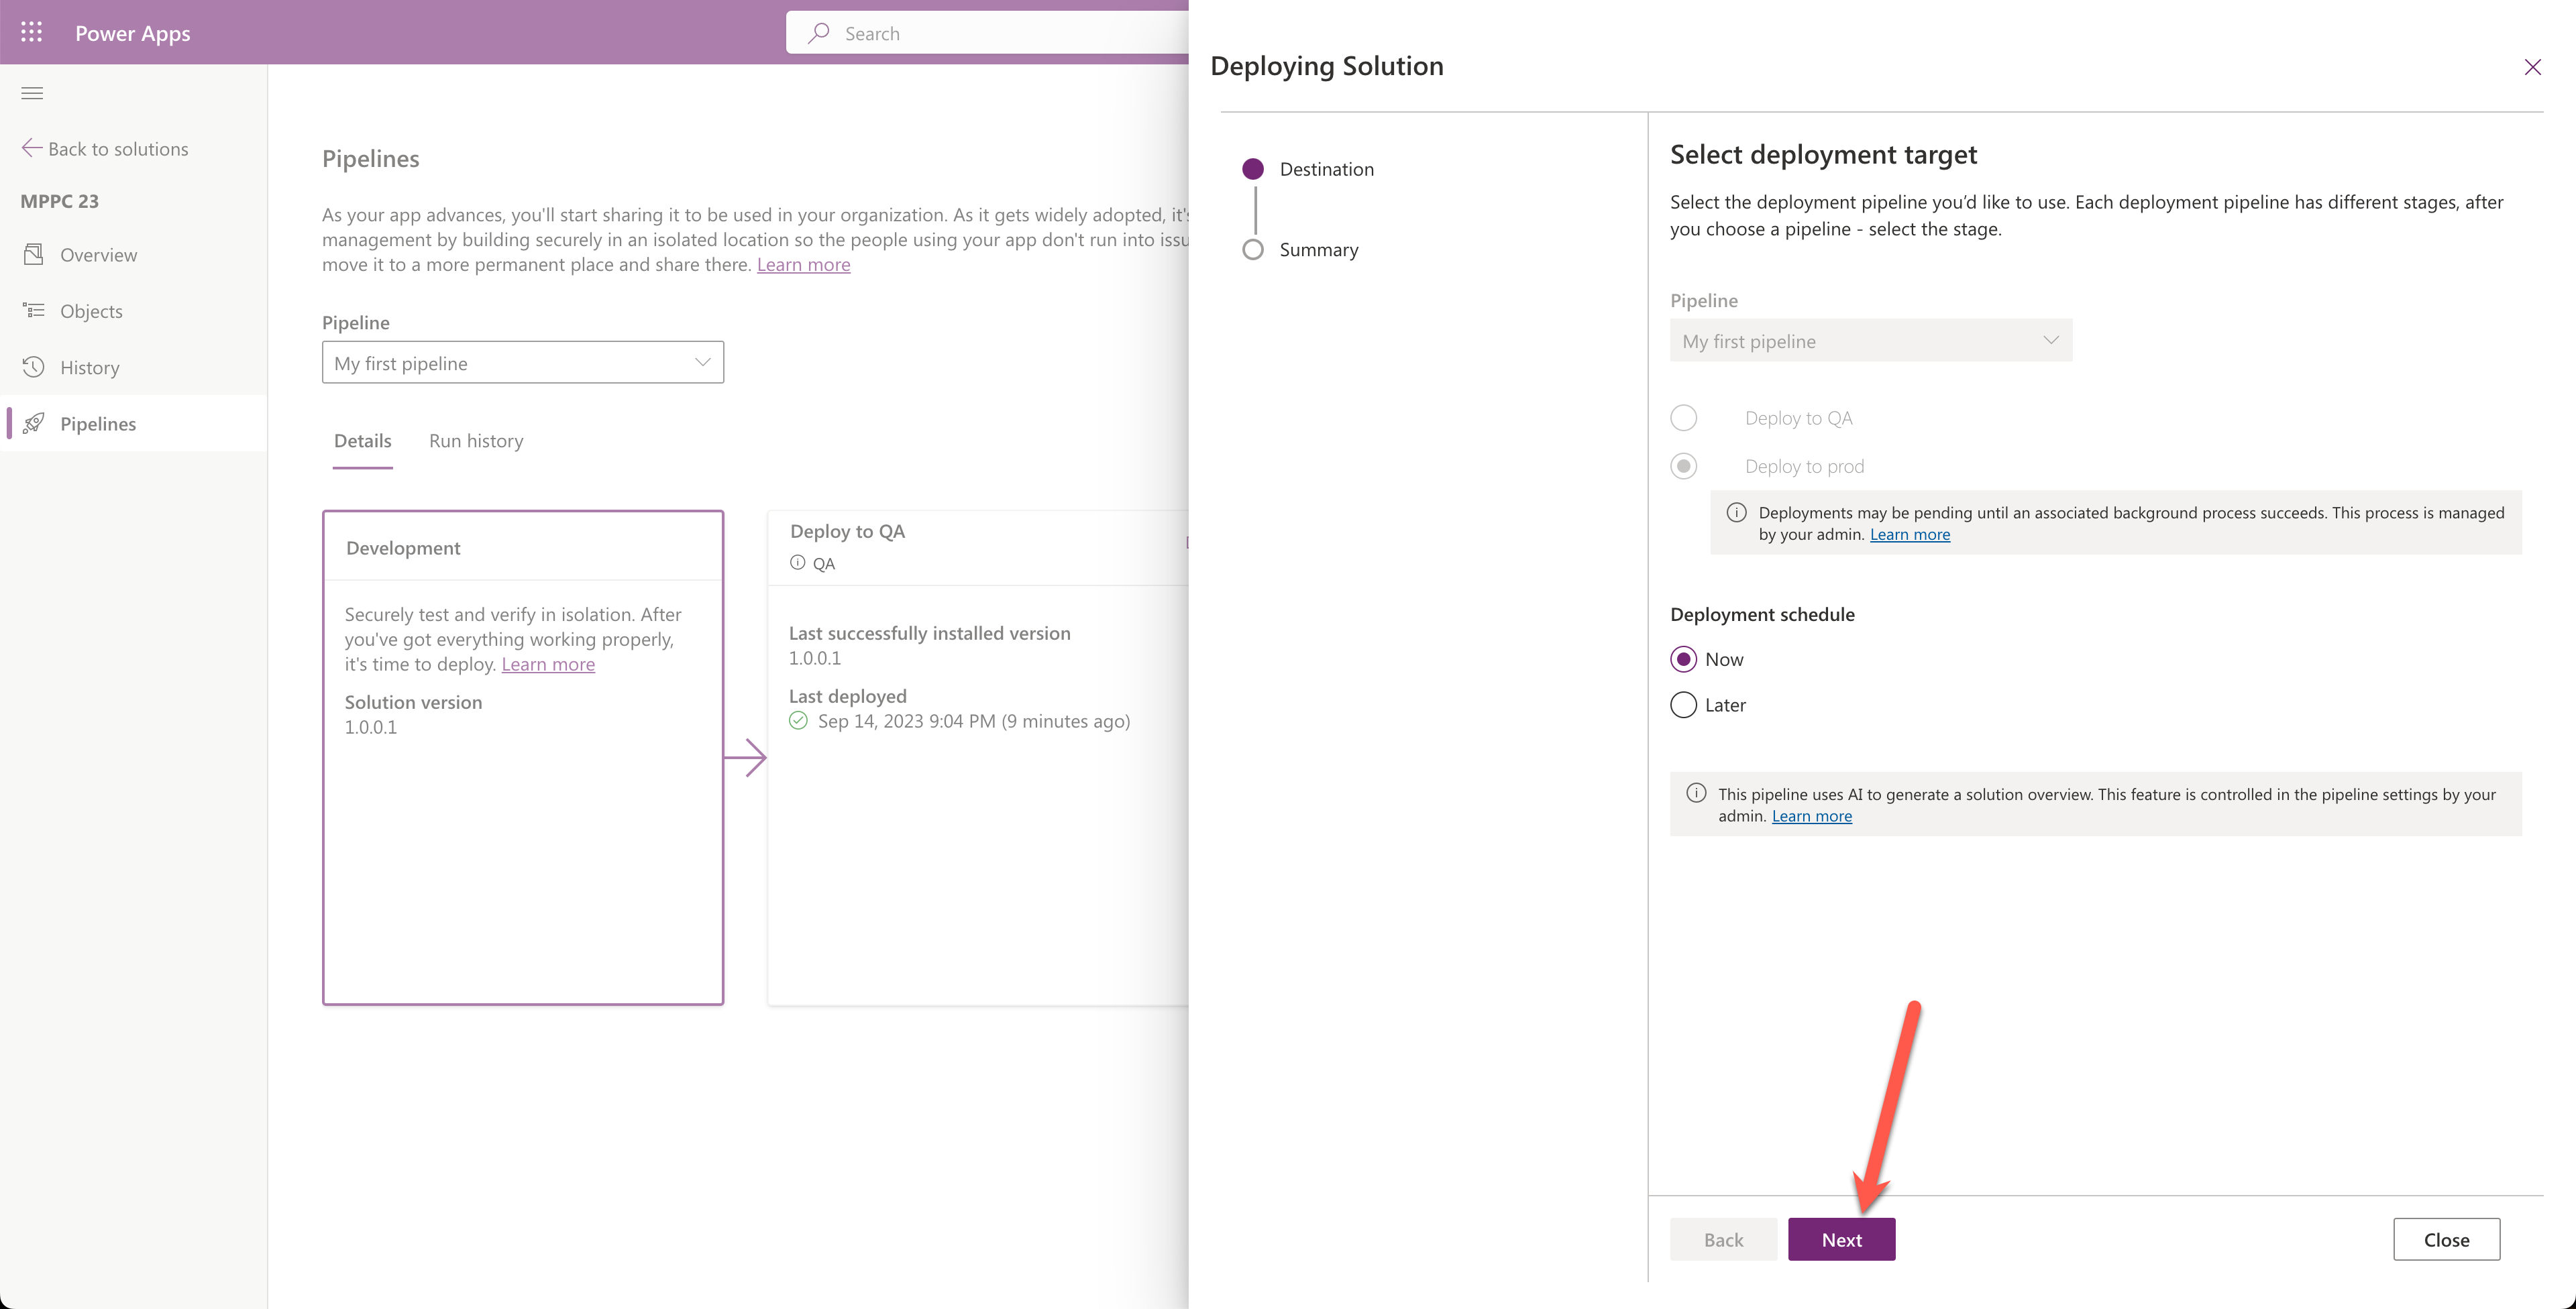 Power Apps
Search
Back to solutions
MPPC 23
Overview
Objects
History
Pipelines
Pipelines
As your app advances, you'll start sharing it to be used in your organization. As it gets widely adopted, it's
management by building securely in an isolated location so the people using your app don't run into issu
move it to a more permanent place and share there. Learn more
Pipeline
My first pipeline
Details
Run history
Development
Securely test and verify in isolation. After
you've got everything working properly,
it's time to deploy. Learn more
Solution version
1.0.0.1
Deploy to QA
QA
Last successfully installed version
1.0.0.1
Last deployed
Sep 14, 2023 9:04 PM (9 minutes ago)
Deploying Solution
Destination
Summary
Select deployment target
Select the deployment pipeline you’d like to use. Each deployment pipeline has different stages, after
you choose a pipeline - select the stage.
Pipeline
My first pipeline
Deploy to QA
Deploy to prod
Deployments may be pending until an associated background process succeeds. This process is managed
by your admin. Learn more
Deployment schedule
Now
Later
This pipeline uses AI to generate a solution overview. This feature is controlled in the pipeline settings by your
admin. Learn more
Back
Next
Close